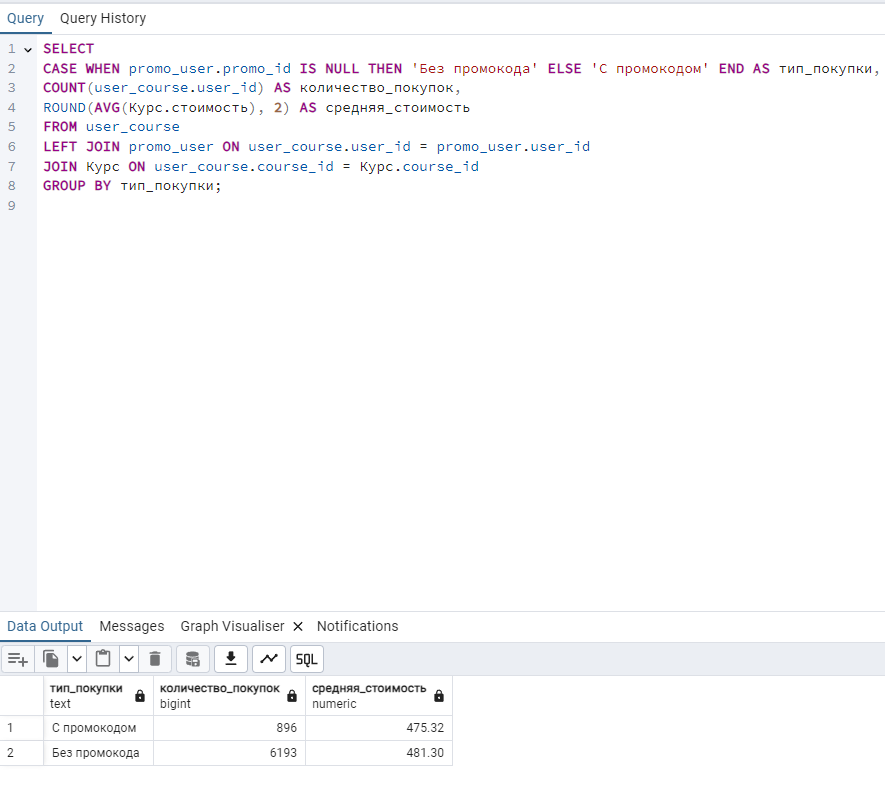 Query Query History
1 SELECT
2 CASE WHEN promo_user.promo_id IS NULL THEN 'Без промокода' ELSE 'С промокодом' END AS тип_покупки,
3 COUNT(user_course.user_id) AS количество_покупок,
4 ROUND(AVG(Курс.стоимость), 2) AS средняя_стоимость
5 FROM user_course
6 LEFT JOIN promo_user ON user_course.user_id = promo_user.user_id
7 JOIN Курс ON user_course.course_id = Курс.course_id
8 GROUP BY тип_покупки;
9
Data Output Messages Graph Visualiser Notifications
SQL
тип_покупки количество_покупок средняя_стоимость
text bigint numeric
1 С промокодом 896 475.32
2 Без промокода 6193 481.30